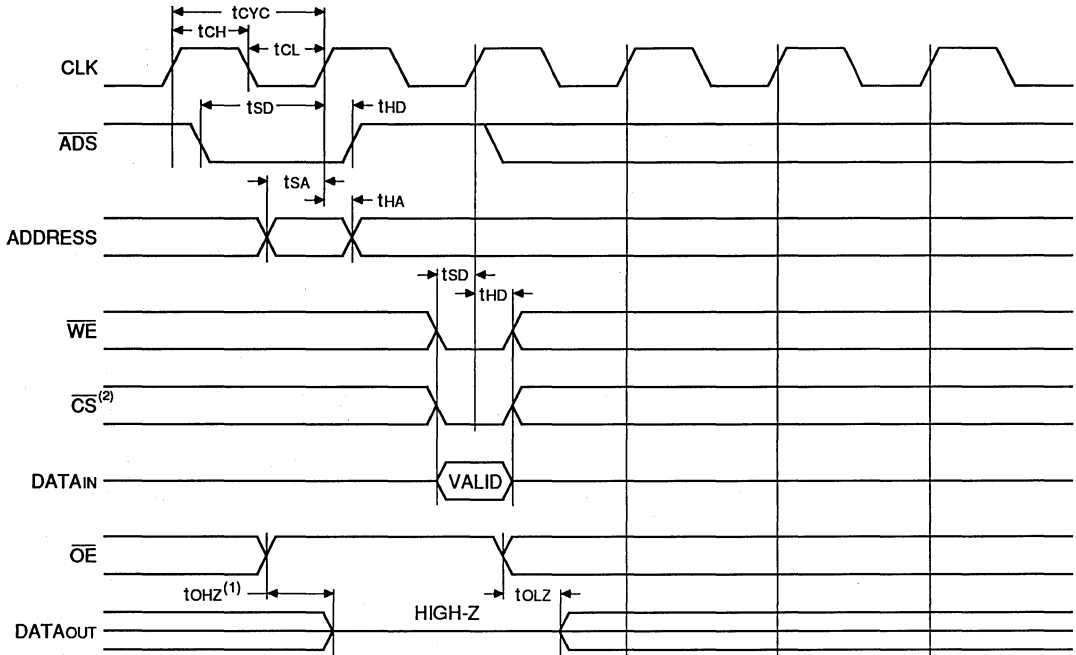 tCYC
tCH
tCL
CLK
tSD
tHD
ADS
tSA
tHA
ADDRESS
tSD
tHD
WE
CS(2)
DATAIN
VALID
OE
tOHZ(1)
tOLZ
HIGH-Z
DATAOUT